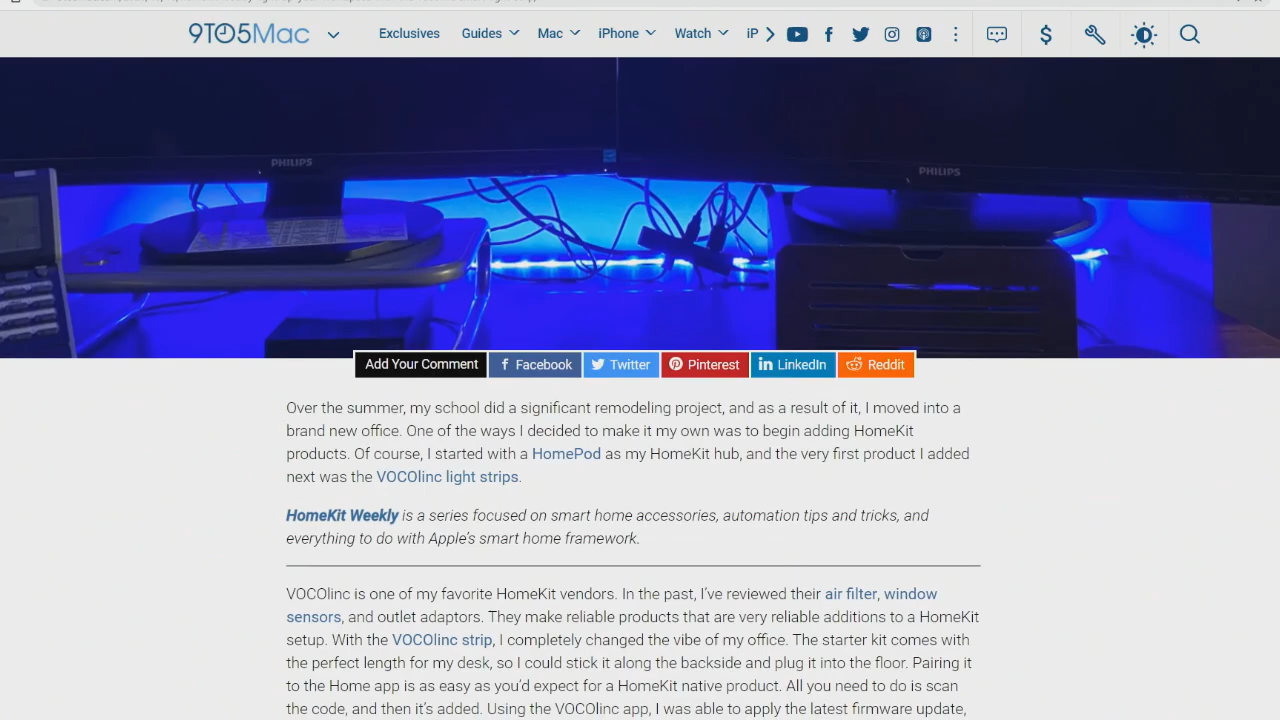 9TO5Mac
Exclusives Guides Mac iPhone Watch iP
PHILIPS
PHILIPS
Add Your Comment Facebook Twitter Pinterest LinkedIn Reddit
Over the summer, my school did a significant remodeling project, and as a result of it, I moved into a
brand new office. One of the ways I decided to make it my own was to begin adding HomeKit
products. Of course, I started with a HomePod as my HomeKit hub, and the very first product I added
next was the VOCOlinc light strips.
HomeKit Weekly is a series focused on smart home accessories, automation tips and tricks, and
everything to do with Apple's smart home framework.
VOCOlinc is one of my favorite HomeKit vendors. In the past, I've reviewed their air filter, window
sensors, and outlet adaptors. They make reliable products that are very reliable additions to a HomeKit
setup. With the VOCOlinc strip, I completely changed the vibe of my office. The starter kit comes with
the perfect length for my desk, so I could stick it along the backside and plug it into the floor. Pairing it
to the Home app is as easy as you'd expect for a HomeKit native product. All you need to do is scan
the code, and then it's added. Using the VOCOlinc app, I was able to apply the latest firmware update,